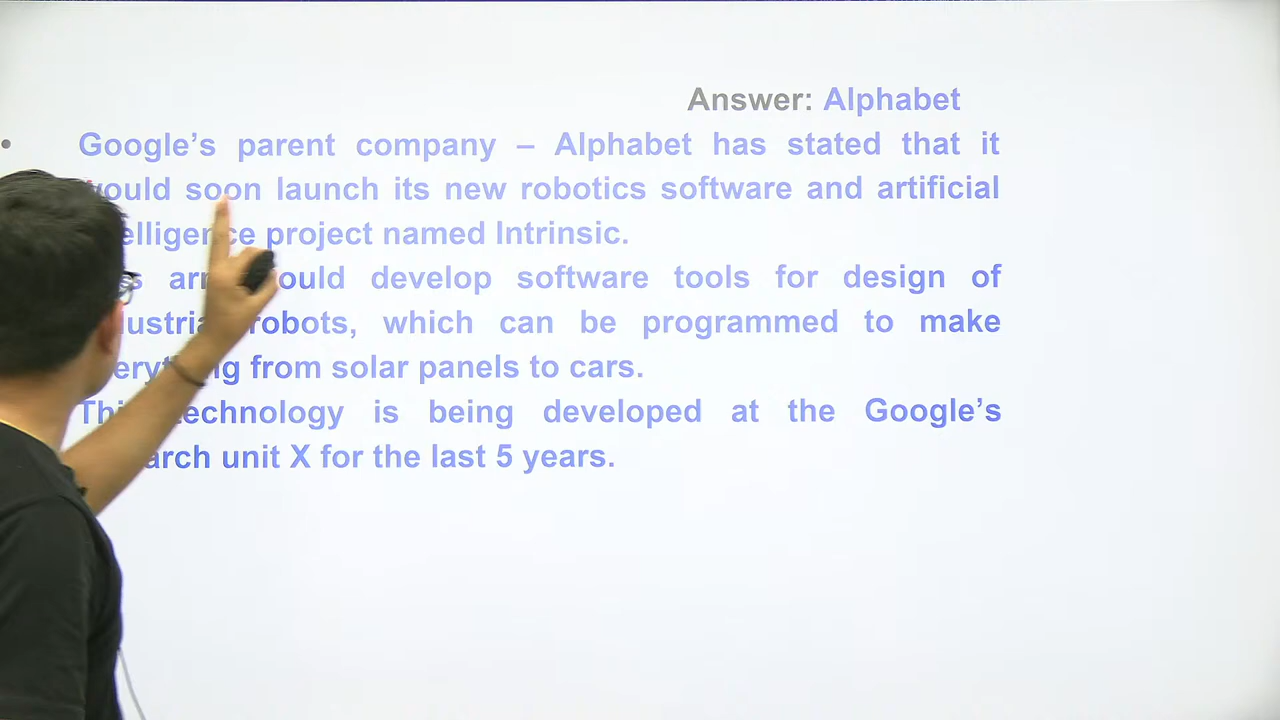 Answer: Alphabet
• Google’s parent company – Alphabet has stated that it
would soon launch its new robotics software and artificial
project named Intrinsic.
would develop software tools for design of
robots, which can be programmed to make
from solar panels to cars.
This technology is being developed at the Google’s
unit X for the last 5 years.